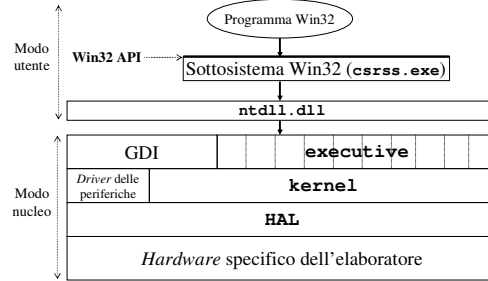 Programma Win32
Modo
utente
Win32 API
Sottosistema Win32 (csrss.exe)
ntdll.dll
GDI
executive
Driver delle
periferiche
kernel
Modo
nucleo
HAL
Hardware specifico dell'elaboratore